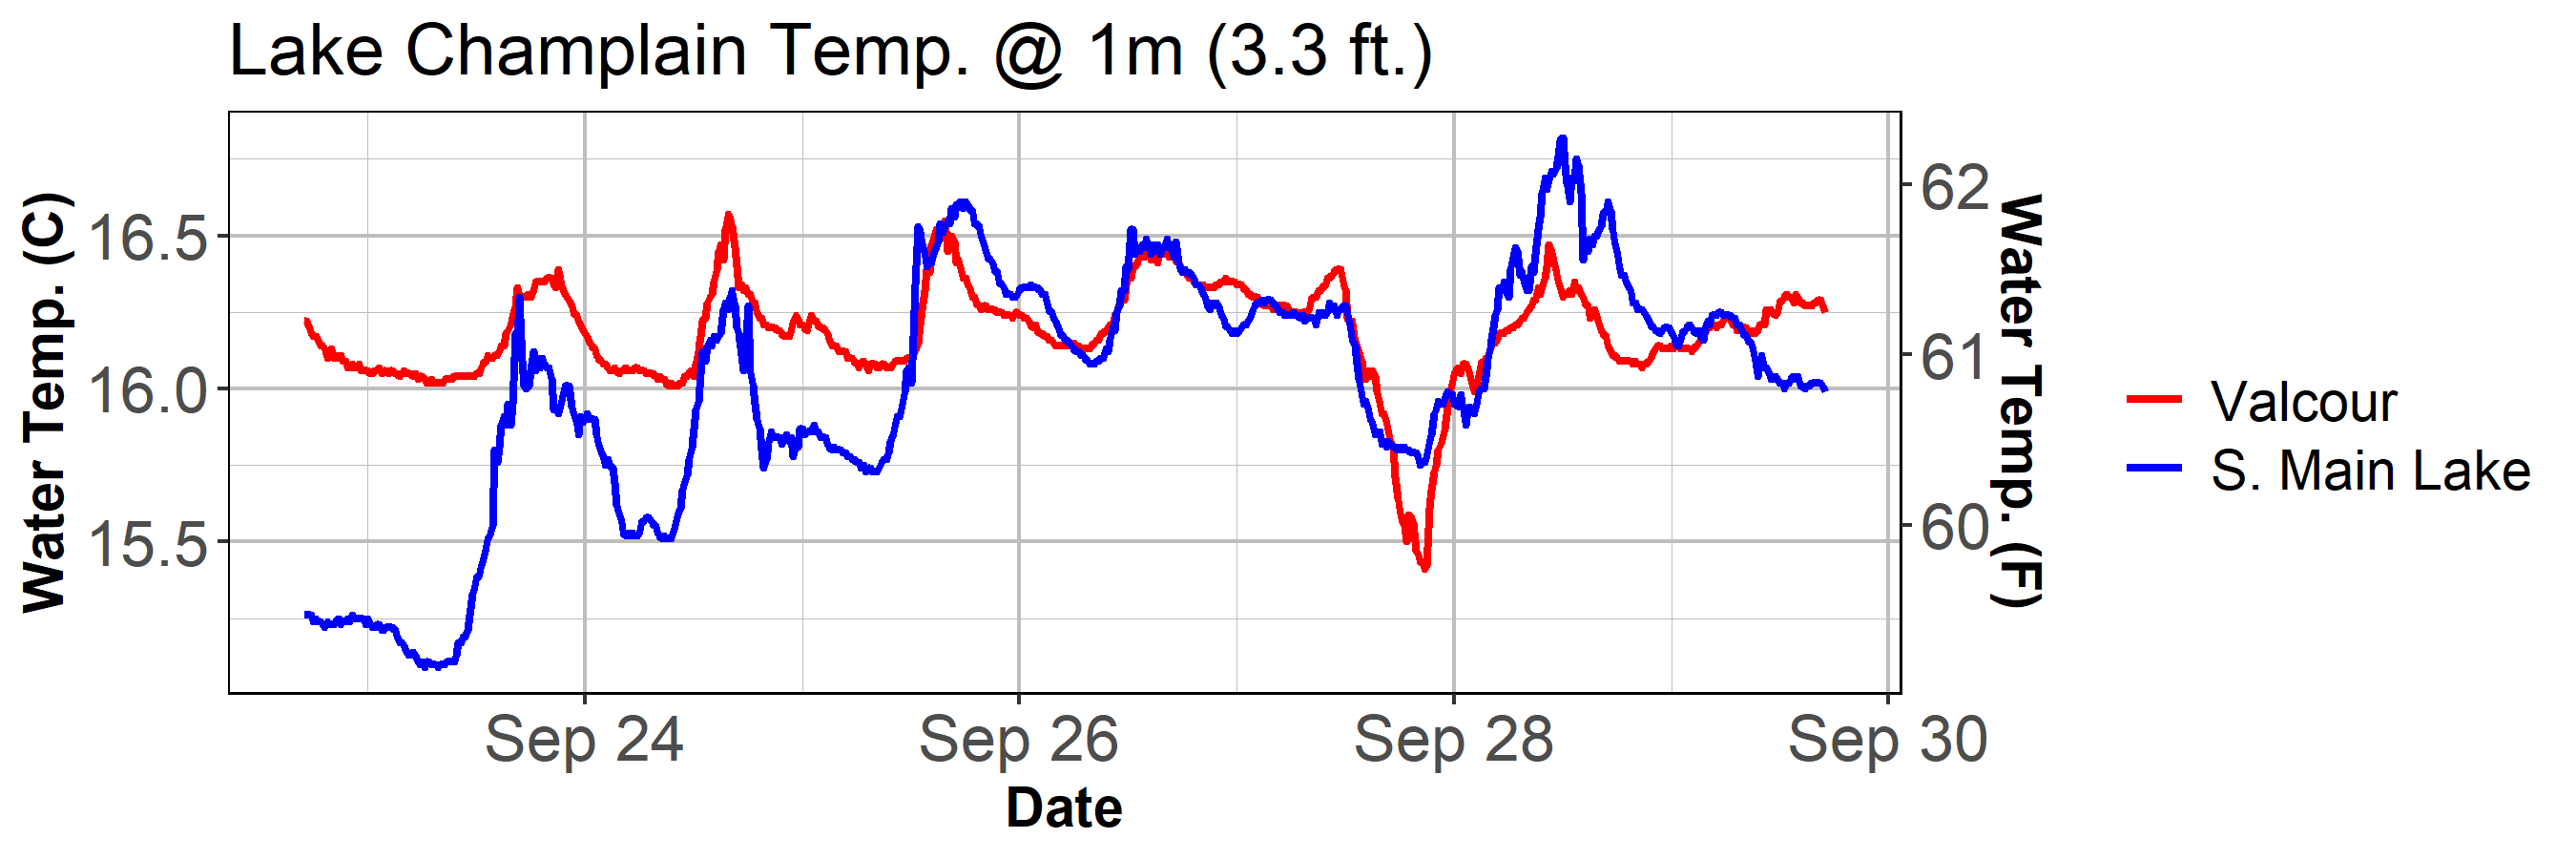 Lake Champlain Temp. @ 1m (3.3 ft.)
Water Temp. (C)
16.5
16.0
15.5
62
61
60
Water Temp. (F)
Sep 24
Sep 26
Sep 28
Sep 30
Date
Valcour
S. Main Lake